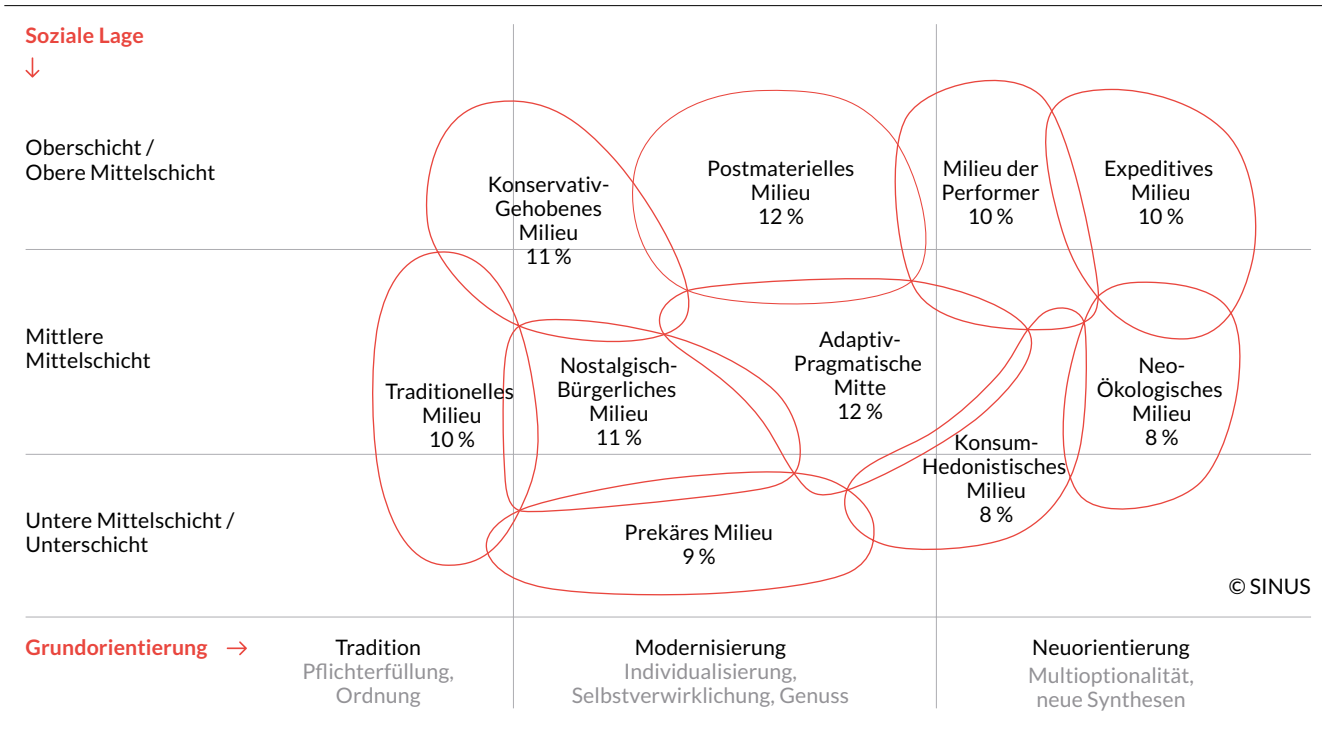 Soziale Lage
↓
Oberschicht /
Obere Mittelschicht
Konservativ-
Gehobenes
Milieu
11 %
Postmaterielles
Milieu
12 %
Milieu der
Performer
10 %
Expeditives
Milieu
10 %
Mittlere
Mittelschicht
Traditionelles
Milieu
10 %
Nostalgisch-
Bürgerliches
Milieu
11 %
Adaptiv-
Pragmatische
Mitte
12 %
Neo-
Ökologisches
Milieu
8 %
Konsum-
Hedonistisches
Milieu
8 %
Untere Mittelschicht /
Unterschicht
Prekäres Milieu
9 %
© SINUS
Grundorientierung →
Tradition
Pflichterfüllung,
Ordnung
Modernisierung
Individualisierung,
Selbstverwirklichung, Genuss
Neuorientierung
Multioptionalität,
neue Synthesen